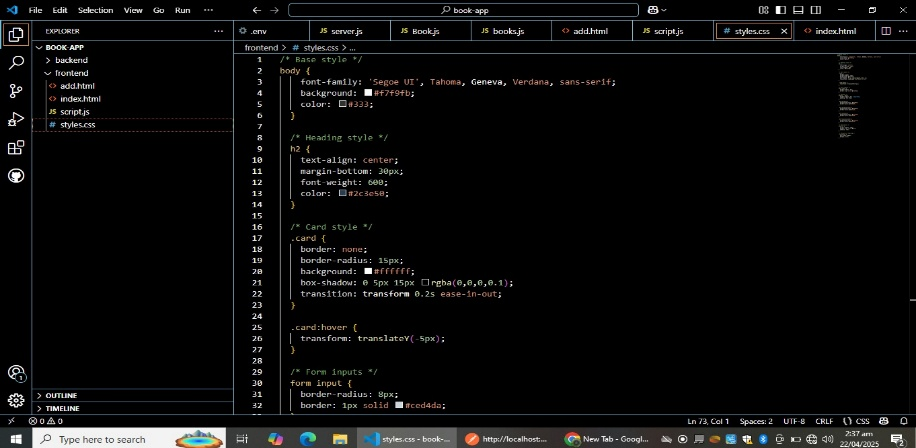 File Edit Selection View Go Run ···
book-app
EXPLORER ···
BOOK-APP
backend
frontend
add.html
index.html
script.js
styles.css
OUTLINE
TIMELINE
.env
server.js
Book.js
books.js
add.html
script.js
styles.css
index.html
frontend > # styles.css > ...
1 /* Base style */
2 body {
3 font-family: 'Segoe UI', Tahoma, Geneva, Verdana, sans-serif;
4 background: #f7f9fb;
5 color: #333;
6 }
7
8 /* Heading style */
9 h2 {
10 text-align: center;
11 margin-bottom: 30px;
12 font-weight: 600;
13 color: #2c3e50;
14 }
15
16 /* Card style */
17 .card {
18 border: none;
19 border-radius: 15px;
20 background: #ffffff;
21 box-shadow: 0 5px 15px rgba(0,0,0,0.1);
22 transition: transform 0.2s ease-in-out;
23 }
24
25 .card:hover {
26 transform: translateY(-5px);
27 }
28
29 /* Form inputs */
30 form input {
31 border-radius: 8px;
32 border: 1px solid #ced4da;
0 0 Ln 73, Col 1 Spaces: 2 UTF-8 CRLF {} CSS
Type here to search
styles.css - book-...
http://localhost:...
New Tab - Googl...
2:37 am
22/04/2025